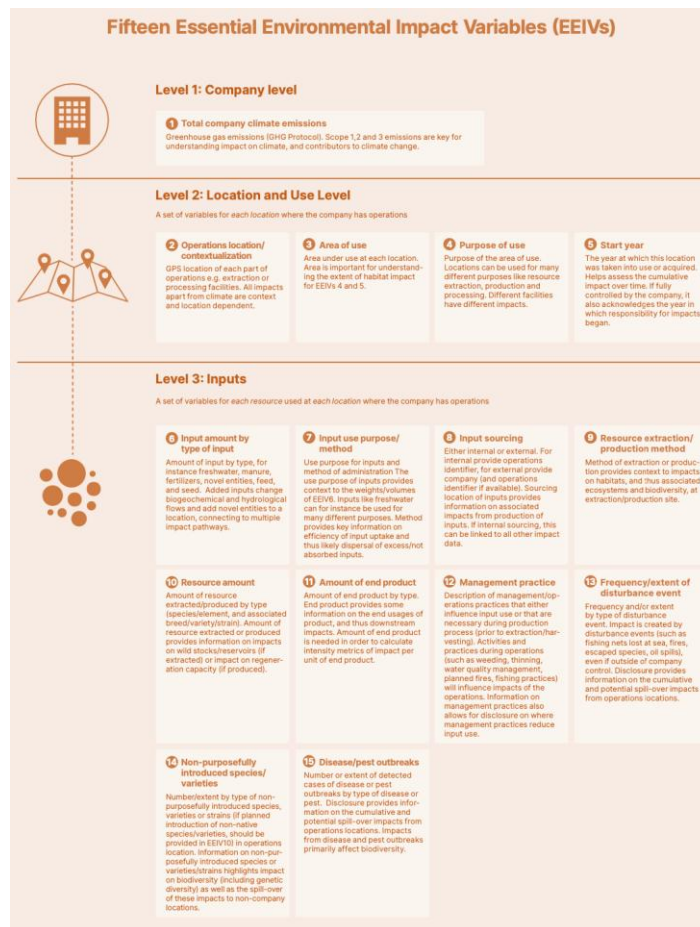 Fifteen Essential Environmental Impact Variables (EEIVs)
Level 1: Company level
1 Total company climate emissions
Greenhouse gas emissions (GHG Protocol). Scope 1,2 and 3 emissions are key for
understanding impact on climate, and contributors to climate change.
Level 2: Location and Use Level
A set of variables for each location where the company has operations
2 Operations location/
contextualization
GPS location of each part of
operations e.g. extraction or
processing facilities. All impacts
apart from climate are context
and location dependent.
3 Area of use
Area under use at each location.
Area is important for understand-
ing the extent of habitat impact
for EEIVs 4 and 5.
4 Purpose of use
Purpose of the area of use.
Locations can be used for many
different purposes like resource
extraction, production and
processing. Different facilities
have different impacts.
5 Start year
The year at which this location
was taken into use or acquired.
Helps assess the cumulative
impact over time. If fully
controlled by the company, it
also acknowledges the year in
which responsibility for impacts
began.
Level 3: Inputs
A set of variables for each resource used at each location where the company has operations
6 Input amount by
type of input
Amount of input by type, for
instance freshwater, manure,
fertilizers, novel entities, feed,
and seed. Added inputs change
biogeochemical and hydrological
flows and add novel entities to a
location, connecting to multiple
impact pathways.
7 Input use purpose/
method
Use purpose for inputs and
method of administration The
use purpose of inputs provides
context to the weights/volumes
of EEIV6. Inputs like freshwater
can for instance be used for
many different purposes. Method
provides key information on
efficiency of input uptake and
thus likely dispersal of excess/not
absorbed inputs.
8 Input sourcing
Either internal or external. For
internal provide operations
identifier, for external provide
company (and operations
identifier if available). Sourcing
location of inputs provides
information on associated
impacts from production of
inputs. If internal sourcing, this
can be linked to all other impact
data.
9 Resource extraction/
production method
Method of extraction or produc-
tion provides context to impacts
on habitats, and thus associated
ecosystems and biodiversity, at
extraction/production site.
10 Resource amount
Amount of resource
extracted/produced by type
(species/element, and associated
breed/variety/strain). Amount of
resource extracted or produced
provides information on impacts
on wild stocks/reservoirs (if
extracted) or impact on regener-
ation capacity (if produced).
11 Amount of end product
Amount of end product by type.
End product provides some
information on the end usages of
product, and thus downstream
impacts. Amount of end product
is needed in order to calculate
intensity metrics of impact per
unit of end product.
12 Management practice
Description of management/op-
erations practices that either
influence input use or that are
necessary during production
process (prior to extraction/har-
vesting). Activities and
practices during operations
(such as weeding, thinning,
water quality management,
planned fires, fishing practices)
will influence impacts of the
operations. Information on
management practices also
allows for disclosure on where
management practices reduce
input use.
13 Frequency/extent of
disturbance event
Frequency and/or extent
by type of disturbance
event. Impact is created by
disturbance events (such as
fishing nets lost at sea, fires,
escaped species, oil spills),
even if outside of company
control. Disclosure provides
information on the cumulative
and potential spill-over impacts
from operations locations.
14 Non-purposefully
introduced species/
varieties
Number/extent by type of non-
purposefully introduced species,
varieties or strains (if planned
introduction of non-native
species/varieties, should be
provided in EEIV10) in operations
location. Information on non-pur-
posefully introduced species or
varieties/strains highlights impact
on biodiversity (including genetic
diversity) as well as the spill-over
of these impacts to non-company
locations.
15 Disease/pest outbreaks
Number or extent of detected
cases of disease or pest
outbreaks by type of disease or
pest. Disclosure provides infor-
mation on the cumulative and
potential spill-over impacts from
operations locations. Impacts
from disease and pest outbreaks
primarily affect biodiversity.